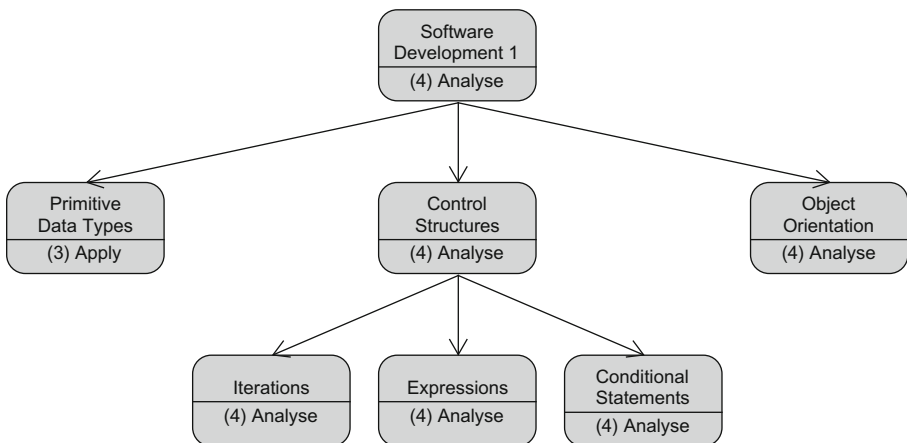 Software
Development 1
(4) Analyse
Primitive
Data Types
(3) Apply
Control
Structures
(4) Analyse
Object
Orientation
(4) Analyse
Iterations
(4) Analyse
Expressions
(4) Analyse
Conditional
Statements
(4) Analyse